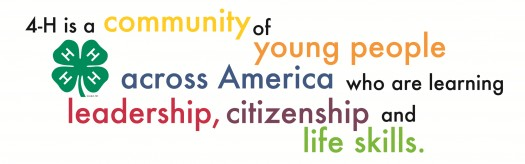 4-H is a community of
young people
H H H H
across America who are learning
leadership, citizenship and
life skills.